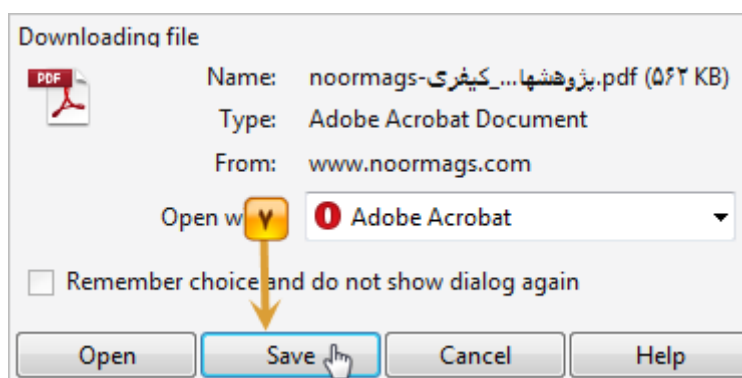 Downloading file
PDF
Name: noormags-پژوهشها..._کیفری.pdf (۵۶۲ KB)
Type: Adobe Acrobat Document
From: www.noormags.com
Open w ۷ Adobe Acrobat
Remember choice and do not show dialog again
Open Save Cancel Help